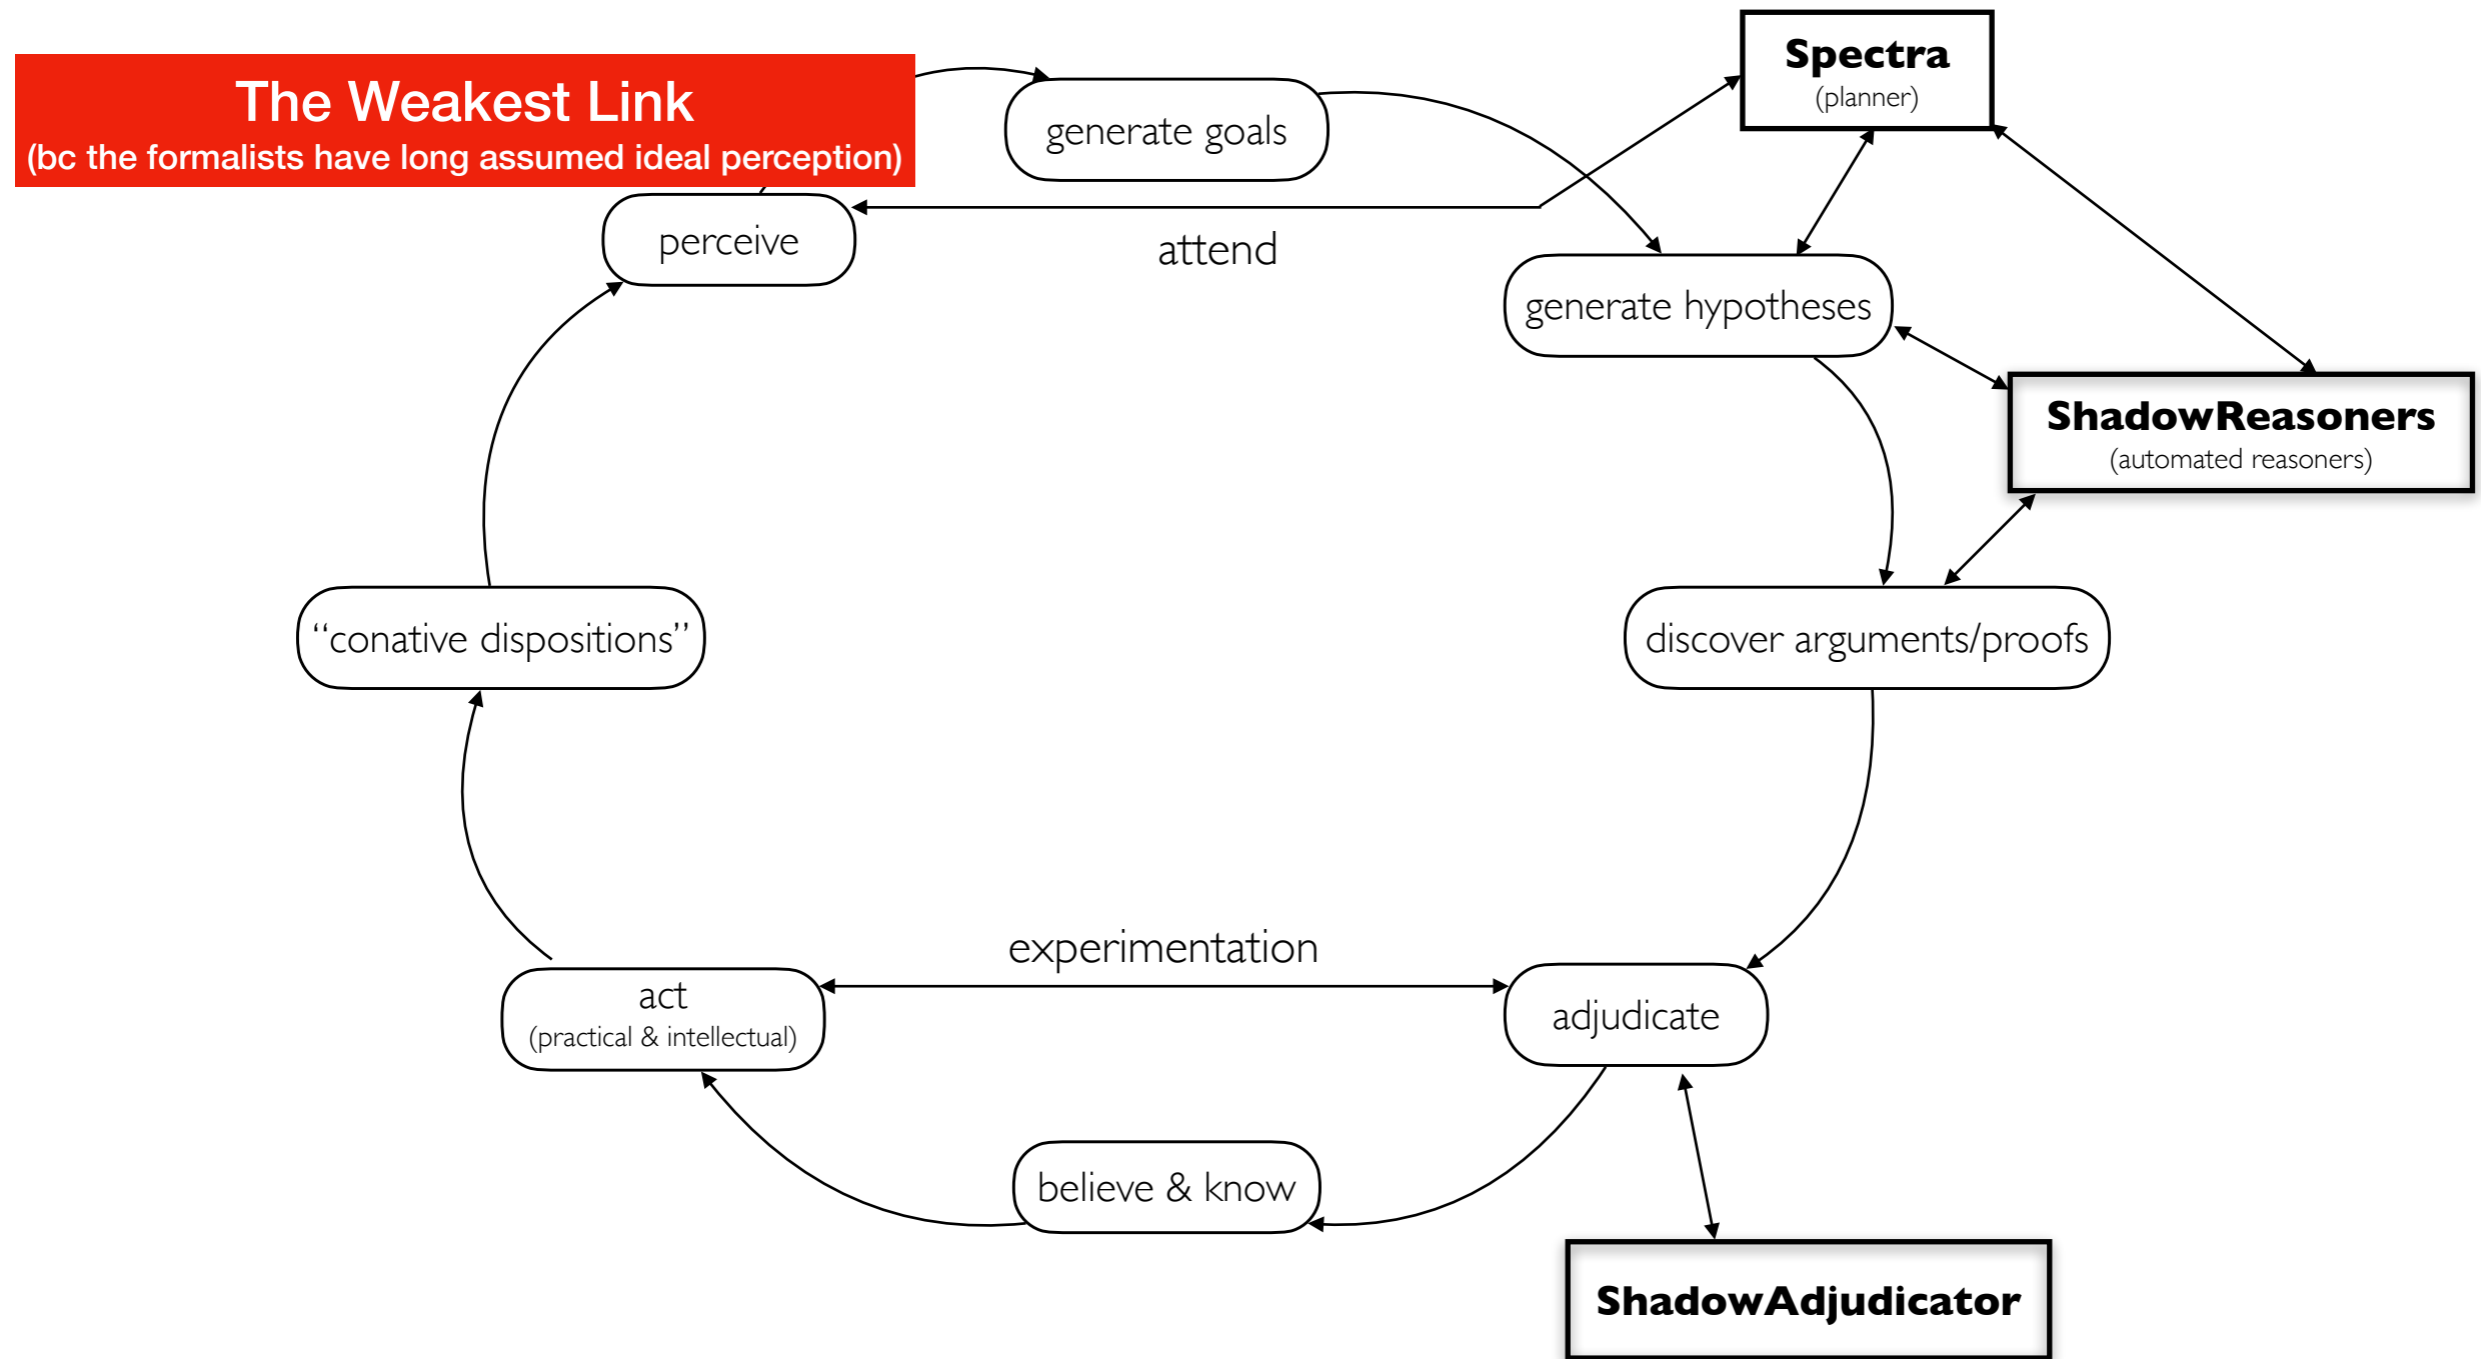 The Weakest Link
(bc the formalists have long assumed ideal perception)
Spectra
(planner)
generate goals
perceive
attend
generate hypotheses
ShadowReasoners
(automated reasoners)
“conative dispositions”
discover arguments/proofs
experimentation
act
(practical & intellectual)
adjudicate
believe & know
ShadowAdjudicator